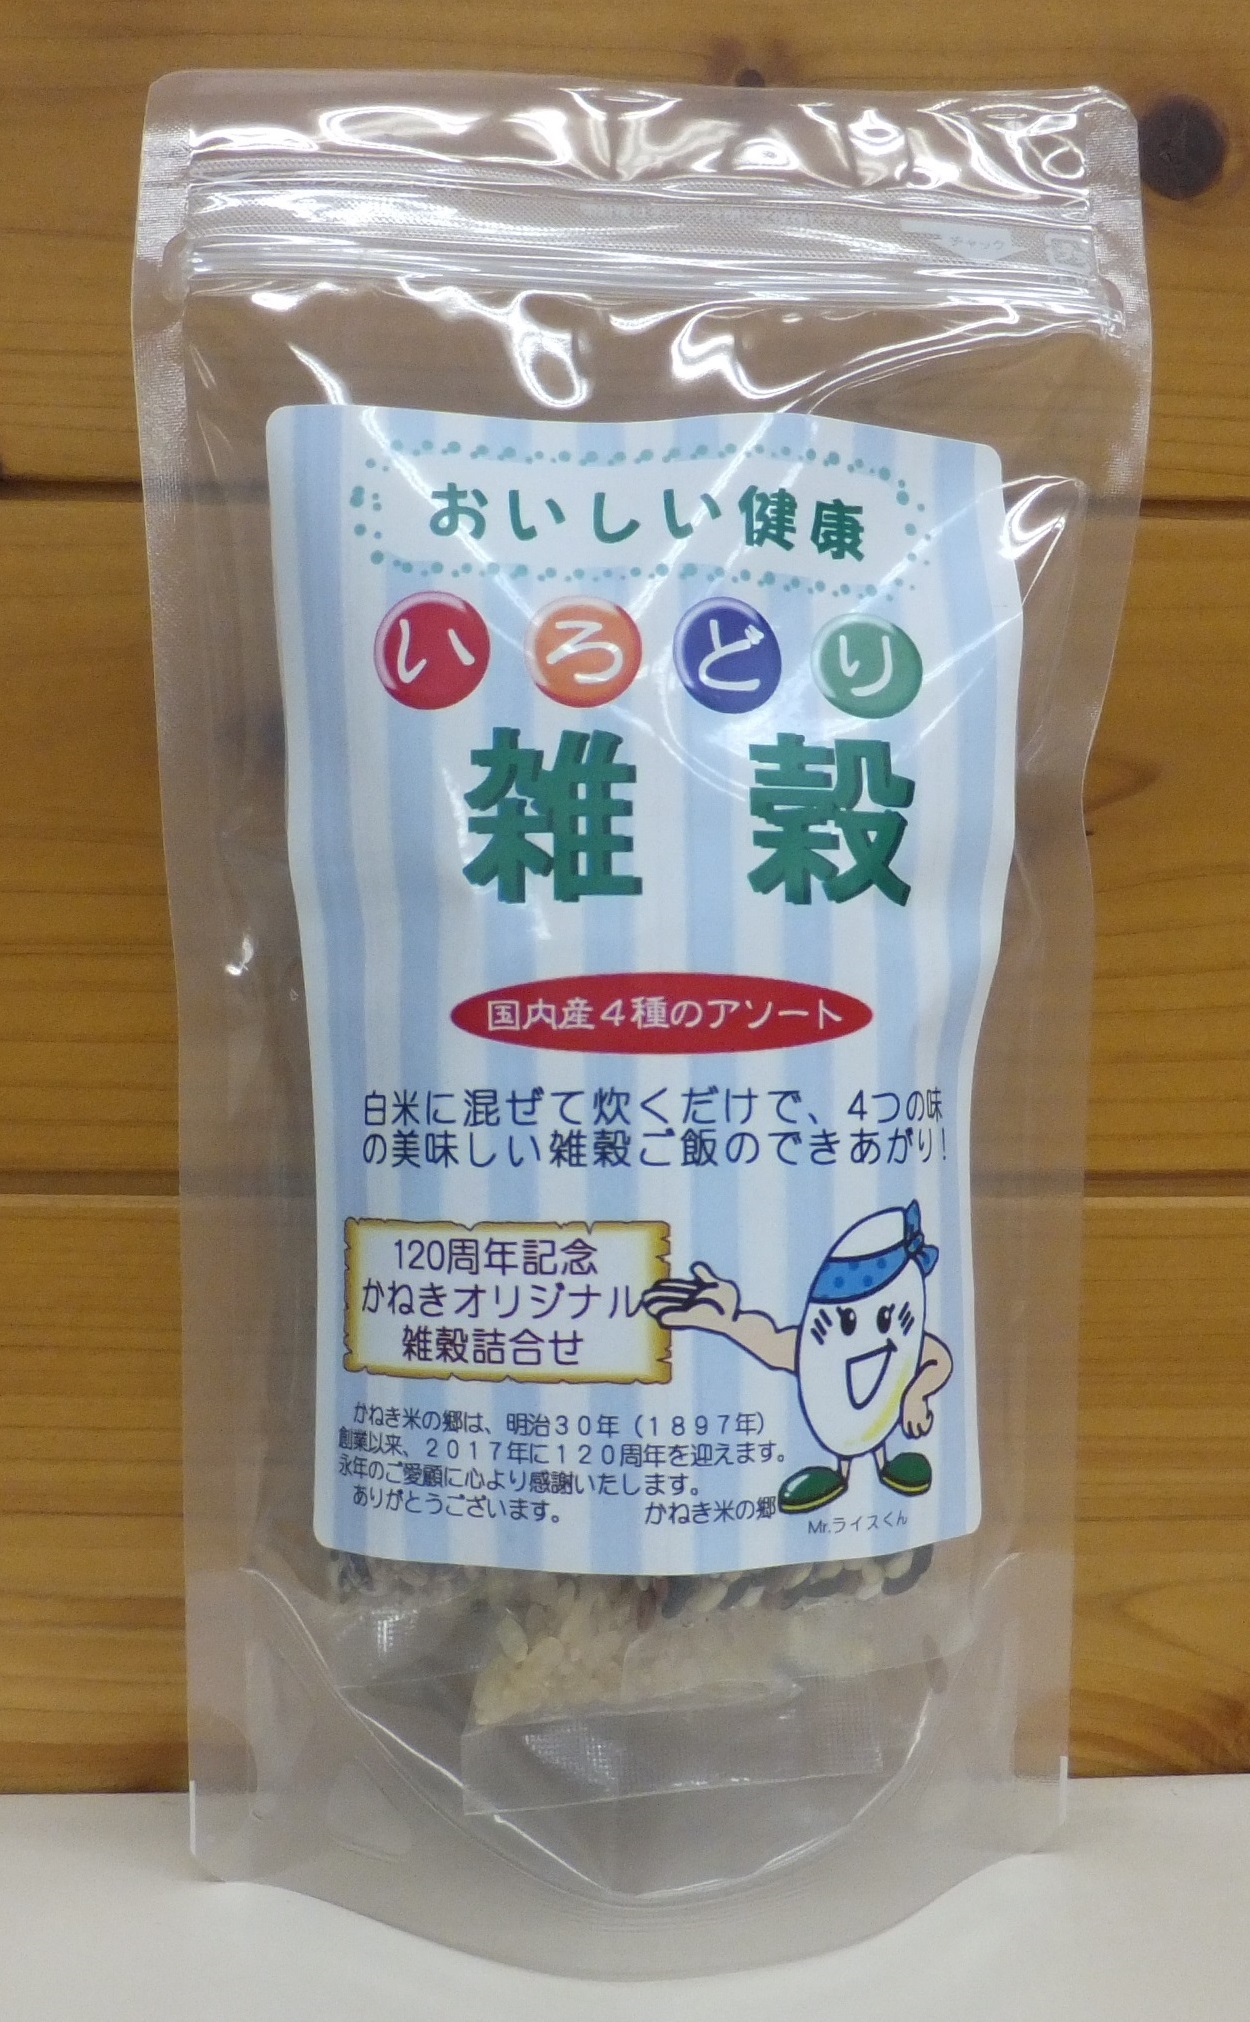 チャック
おいしい健康
いろどり
雑穀
国内産4種のアソート
白米に混ぜて炊くだけで、4つの味
の美味しい雑穀ご飯のできあがり!
120周年記念
かねきオリジナル
雑穀詰合せ
かねき米の郷は、明治30年(1897年)
創業以来、2017年に120周年を迎えます。
永年のご愛顧に心より感謝いたします。
ありがとうございます。 かねき米の郷
Mr.ライスくん